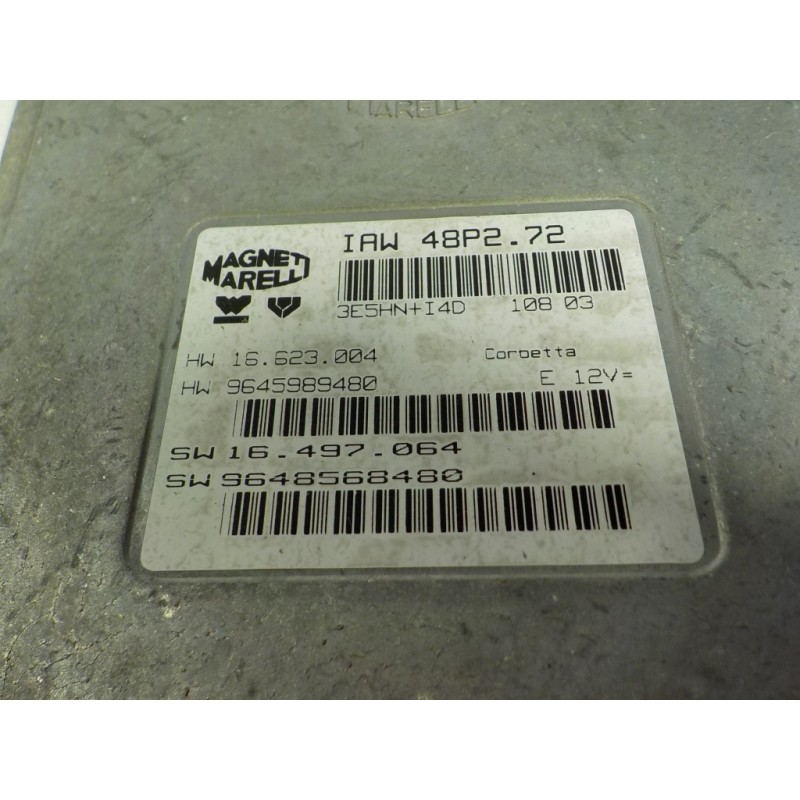 MARELLI
IAW 48P2.72
MAGNETI
MARELLI
3E5HN+I4D 108 03
HW 16.623.004 Corbetta
HW 9645989480 E 12V=
SW 16.497.064
SW 9648568480